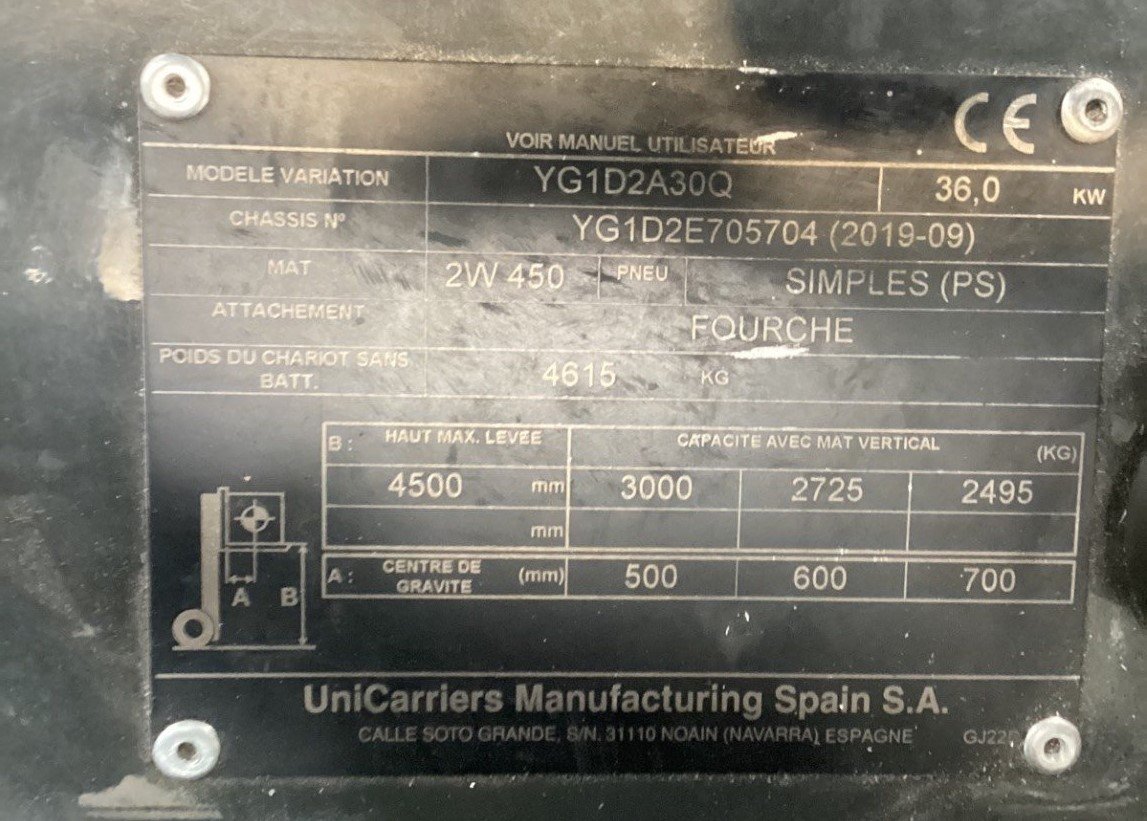 CE
VOIR MANUEL UTILISATEUR
MODELE VARIATION YG1D2A30Q 36,0 KW
CHASSIS Nº YG1D2E705704 (2019-09)
MAT 2W 450 PNEU SIMPLES (PS)
ATTACHEMENT FOURCHE
POIDS DU CHARIOT SANS
BATT. 4615 KG
B: HAUT MAX. LEVEE CAPACITE AVEC MAT VERTICAL (KG)
4500 mm 3000 2725 2495
mm
A: CENTRE DE
GRAVITE (mm) 500 600 700
A B
UniCarriers Manufacturing Spain S.A.
CALLE SOTO GRANDE, S/N. 31110 NOAIN (NAVARRA), ESPAGNE